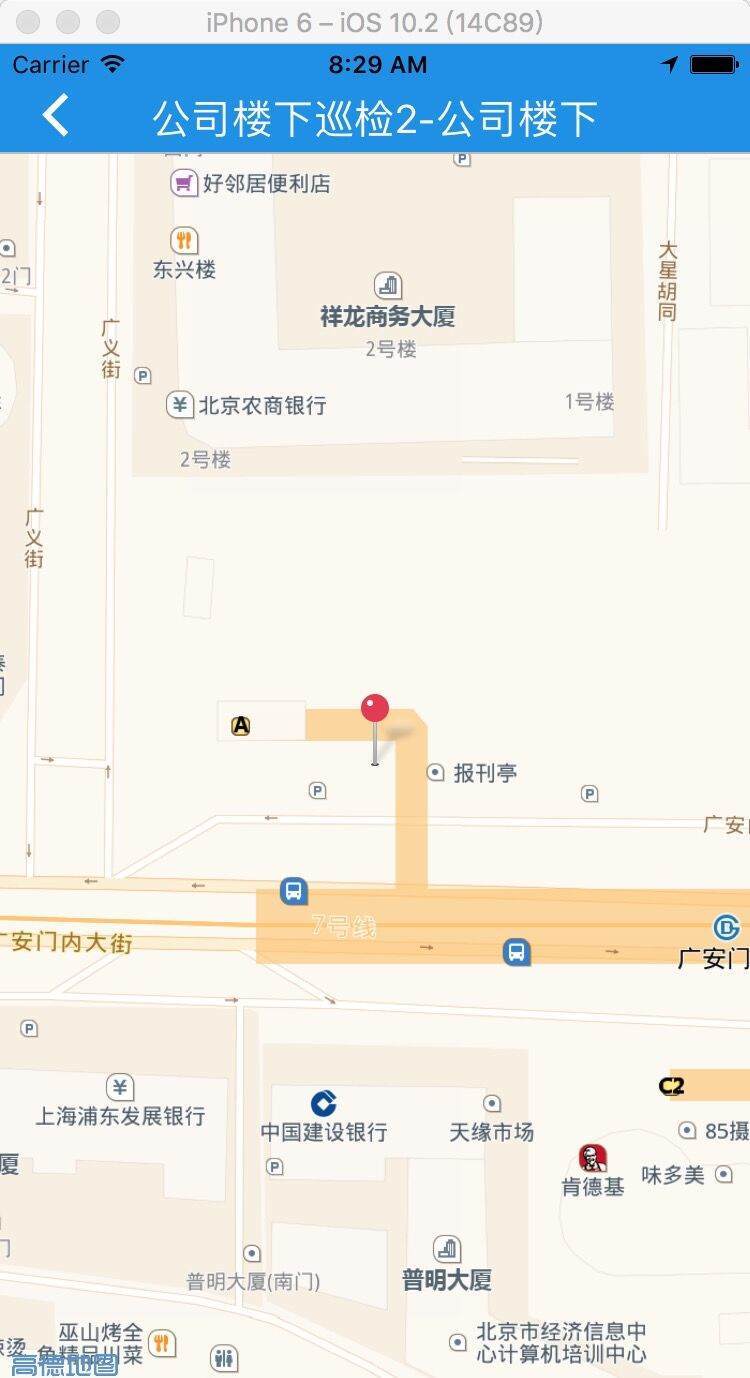 iPhone 6 – iOS 10.2 (14C89)
Carrier 8:29 AM
公司楼下巡检2-公司楼下
P
好邻居便利店
2门
东兴楼
大星胡同
祥龙商务大厦
2号楼
广义街
P
北京农商银行
1号楼
2号楼
广义街
A
报刊亭
P
P
广安
7号线
广安门内大街
广安门
P
C2
上海浦东发展银行
中国建设银行
天缘市场
85摄
P
肯德基
味多美
厦
普明大厦(南门)
普明大厦
巫山烤全
鱼精品川菜
北京市经济信息中
心计算机培训中心
烫
高德地图